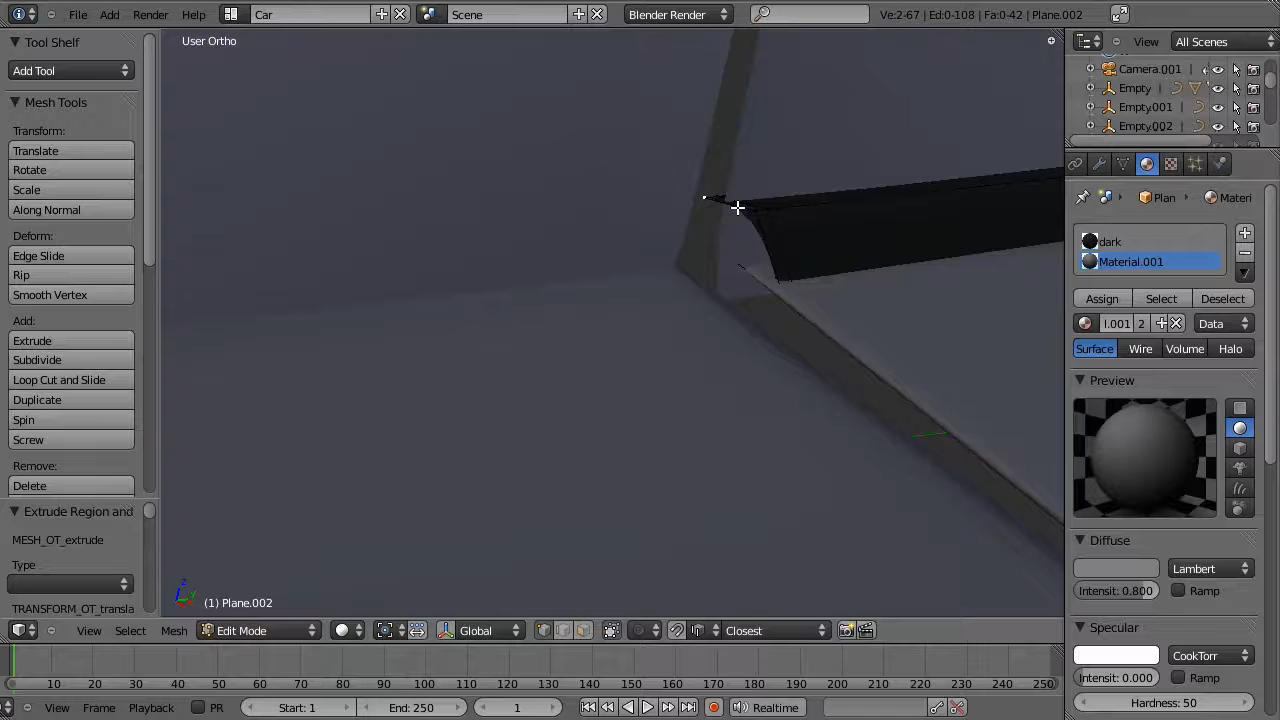 File Add Render Help Car Scene Blender Render Ve:2-67 | Ed:0-108 | Fa:0-42 | Plane.002
Tool Shelf
Add Tool
Mesh Tools
Transform:
Translate
Rotate
Scale
Along Normal
Deform:
Edge Slide
Rip
Smooth Vertex
Add:
Extrude
Subdivide
Loop Cut and Slide
Duplicate
Spin
Screw
Remove:
Delete
Extrude Region and
MESH_OT_extrude
Type
TRANSFORM_OT_transla
User Ortho
(1) Plane.002
View Select Mesh Edit Mode Global Closest
View All Scenes
Camera.001
Empty
Empty.001
Empty.002
Plan Materi
dark
Material.001
Assign Select Deselect
l.001 2 Data
Surface Wire Volume Halo
Preview
Diffuse
Lambert
Intensit: 0.800 Ramp
Specular
CookTorr
Intensit: 0.000 Ramp
Hardness: 50
10 20 30 40 50 60 70 80 90 100 110 120 130 140 150 160 170 180 190 200 210 220 230 240 250
View Frame Playback PR Start: 1 End: 250 1 Realtime